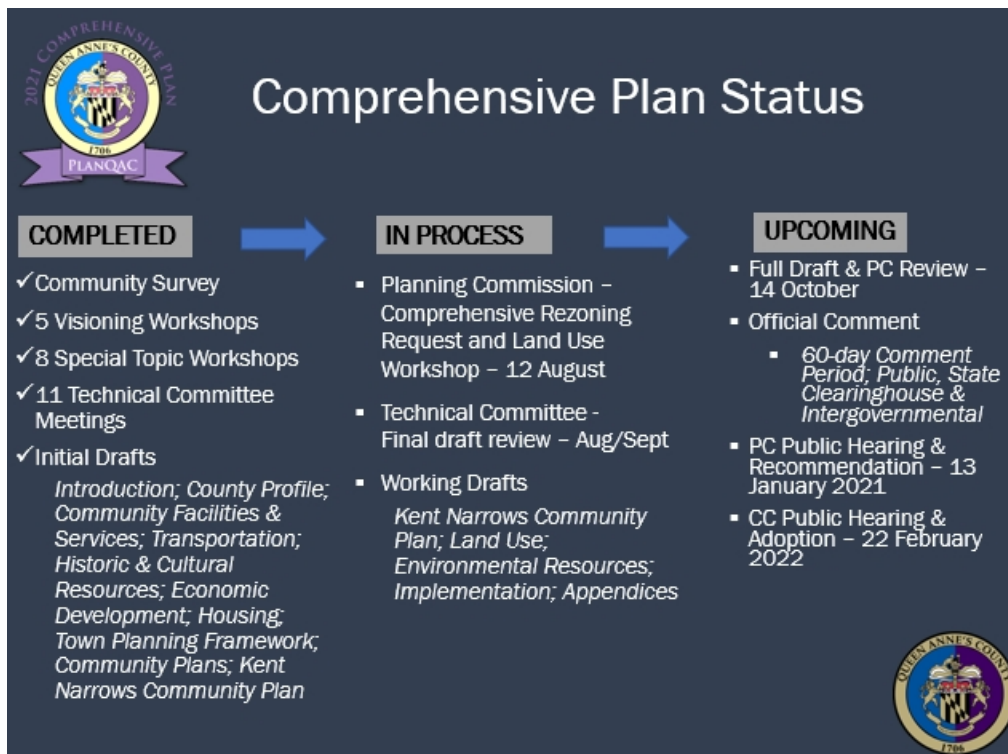 2021 COMPREHENSIVE PLAN
QUEEN ANNE'S COUNTY
1706
PLANQAC
Comprehensive Plan Status
COMPLETED
✓Community Survey
✓5 Visioning Workshops
✓8 Special Topic Workshops
✓11 Technical Committee
Meetings
✓Initial Drafts
Introduction; County Profile;
Community Facilities &
Services; Transportation;
Historic & Cultural
Resources; Economic
Development; Housing;
Town Planning Framework;
Community Plans; Kent
Narrows Community Plan
IN PROCESS
▪ Planning Commission –
Comprehensive Rezoning
Request and Land Use
Workshop – 12 August
▪ Technical Committee -
Final draft review – Aug/Sept
▪ Working Drafts
Kent Narrows Community
Plan; Land Use;
Environmental Resources;
Implementation; Appendices
UPCOMING
▪ Full Draft & PC Review –
14 October
▪ Official Comment
▪ 60-day Comment
Period; Public, State
Clearinghouse &
Intergovernmental
▪ PC Public Hearing &
Recommendation – 13
January 2021
▪ CC Public Hearing &
Adoption – 22 February
2022
QUEEN ANNE'S COUNTY
1706